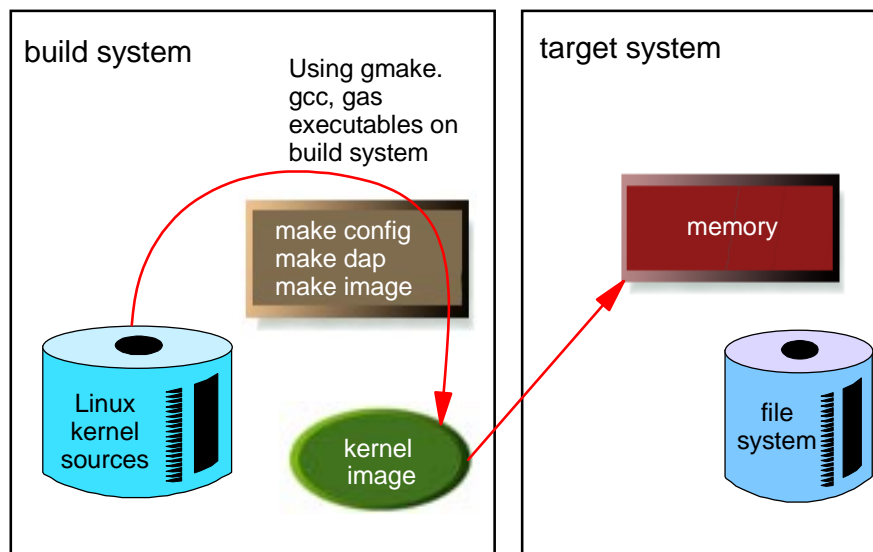 build system
Using gmake.
gcc, gas
executables on
build system
make config
make dap
make image
Linux
kernel
sources
kernel
image
target system
memory
file
system